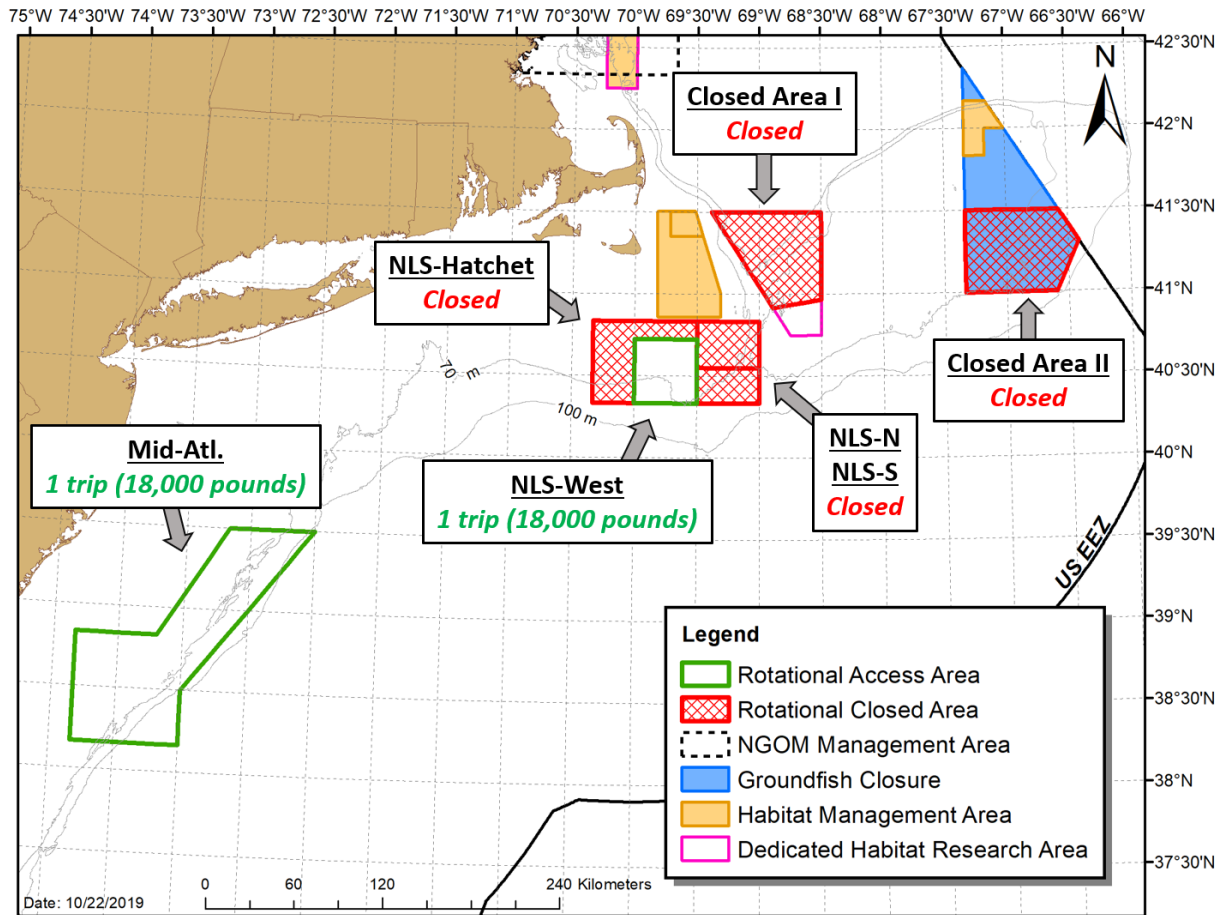 75°W 74°W 73°30'W 73°W 72°30'W 72°W 71°30'W 71°W 70°30'W 70°W 69°30'W 69°W 68°30'W 68°W 67°30'W 67°W 66°30'W 66°W
42°30'N
N
Closed Area I
Closed
42°N
41°30'N
NLS-Hatchet
Closed
41°N
Closed Area II
Closed
40°30'N
70 m
100 m
NLS-N
NLS-S
Closed
Mid-Atl.
1 trip (18,000 pounds)
NLS-West
1 trip (18,000 pounds)
40°N
39°30'N
US EEZ
39°N
Legend
Rotational Access Area
Rotational Closed Area
NGOM Management Area
Groundfish Closure
Habitat Management Area
Dedicated Habitat Research Area
38°30'N
38°N
37°30'N
0 60 120 240 Kilometers
Date: 10/22/2019